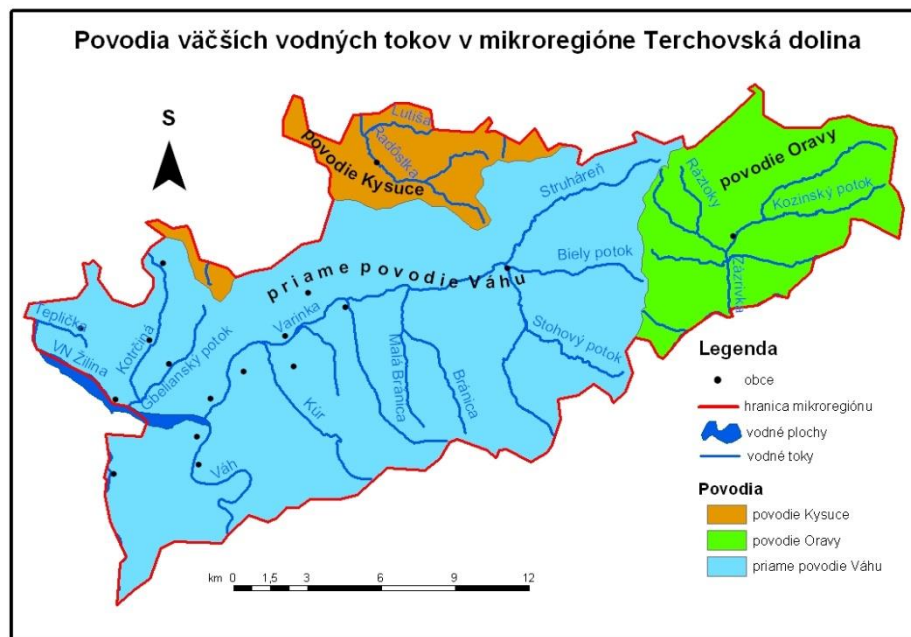 Povodia väčších vodných tokov v mikroregióne Terchovská dolina
S
Lutiša
Radôstka
povodie Kysuce
povodie Oravy
Ráztoky
Kozinský potok
Zázrivka
Struháreň
Biely potok
priame povodie Váhu
Stohový potok
Varínka
Malá Bránica
Bránica
Kúr
Teplička
VN Žilina
Kotrčiná
Gbeliansky potok
Váh
km 0 1,5 3 6 9 12
Legenda
obce
hranica mikroregiónu
vodné plochy
vodné toky
Povodia
povodie Kysuce
povodie Oravy
priame povodie Váhu